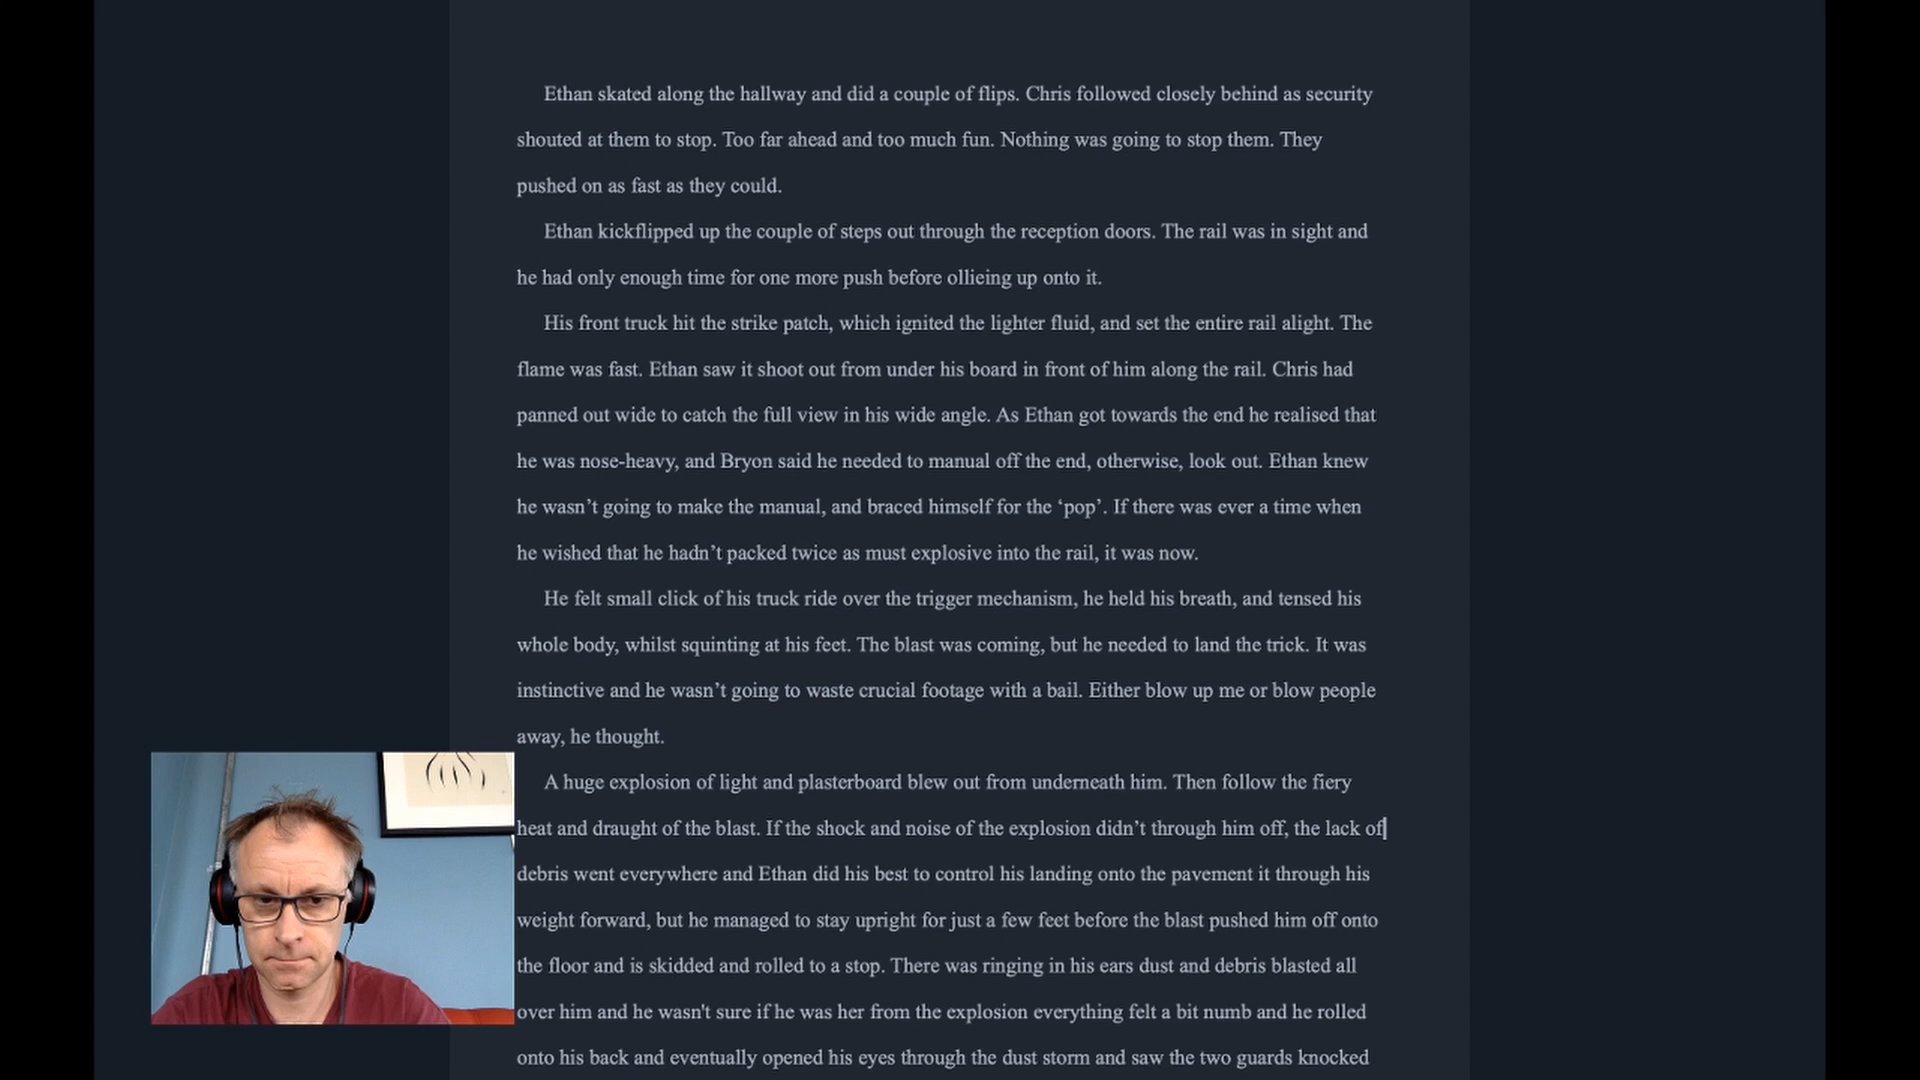 Ethan skated along the hallway and did a couple of flips. Chris followed closely behind as security
shouted at them to stop. Too far ahead and too much fun. Nothing was going to stop them. They
pushed on as fast as they could.
Ethan kickflipped up the couple of steps out through the reception doors. The rail was in sight and
he had only enough time for one more push before ollieing up onto it.
His front truck hit the strike patch, which ignited the lighter fluid, and set the entire rail alight. The
flame was fast. Ethan saw it shoot out from under his board in front of him along the rail. Chris had
panned out wide to catch the full view in his wide angle. As Ethan got towards the end he realised that
he was nose-heavy, and Bryon said he needed to manual off the end, otherwise, look out. Ethan knew
he wasn’t going to make the manual, and braced himself for the ‘pop’. If there was ever a time when
he wished that he hadn’t packed twice as must explosive into the rail, it was now.
He felt small click of his truck ride over the trigger mechanism, he held his breath, and tensed his
whole body, whilst squinting at his feet. The blast was coming, but he needed to land the trick. It was
instinctive and he wasn’t going to waste crucial footage with a bail. Either blow up me or blow people
away, he thought.
A huge explosion of light and plasterboard blew out from underneath him. Then follow the fiery
heat and draught of the blast. If the shock and noise of the explosion didn’t through him off, the lack of
debris went everywhere and Ethan did his best to control his landing onto the pavement it through his
weight forward, but he managed to stay upright for just a few feet before the blast pushed him off onto
the floor and is skidded and rolled to a stop. There was ringing in his ears dust and debris blasted all
over him and he wasn't sure if he was her from the explosion everything felt a bit numb and he rolled
onto his back and eventually opened his eyes through the dust storm and saw the two guards knocked